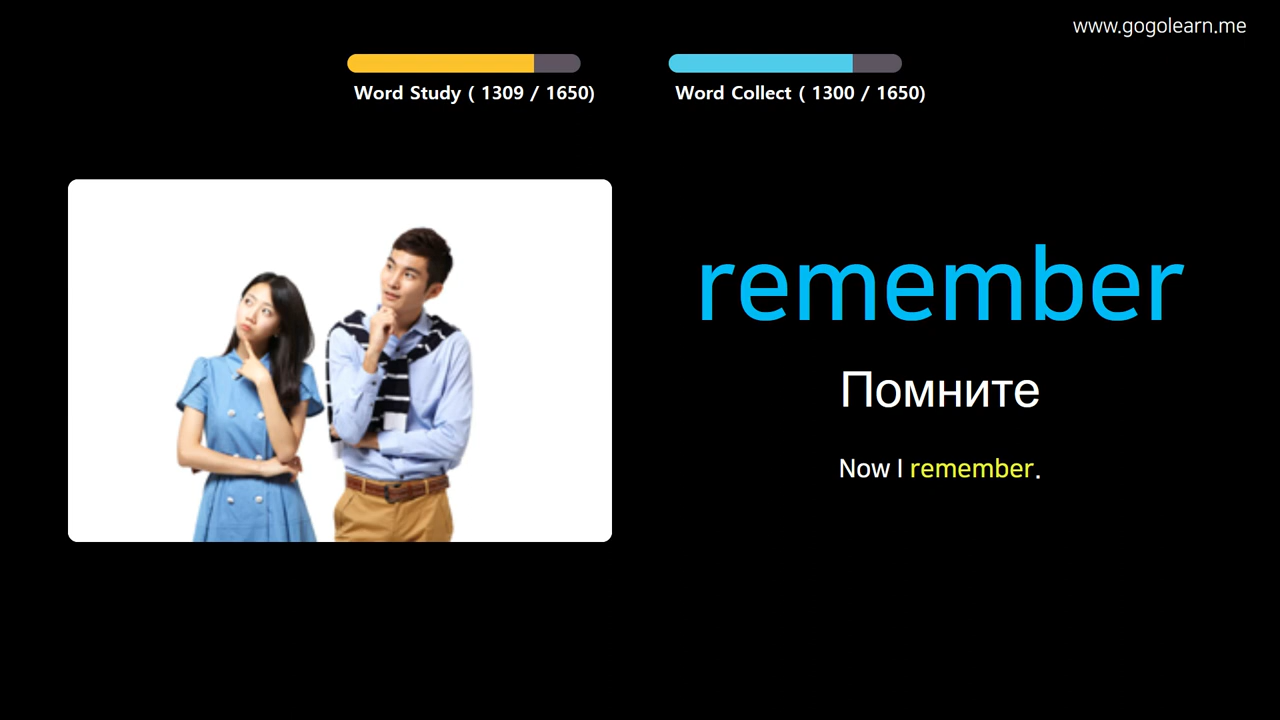 www.gogolearn.me
Word Study ( 1309 / 1650)
Word Collect ( 1300 / 1650)
remember
Помните
Now I remember.